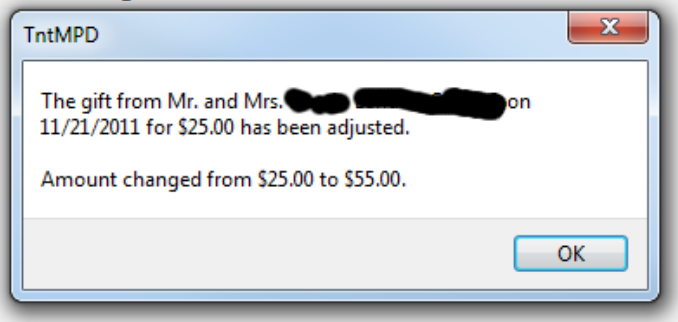 TntMPD
The gift from Mr. and Mrs. on
11/21/2011 for $25.00 has been adjusted.
Amount changed from $25.00 to $55.00.
OK